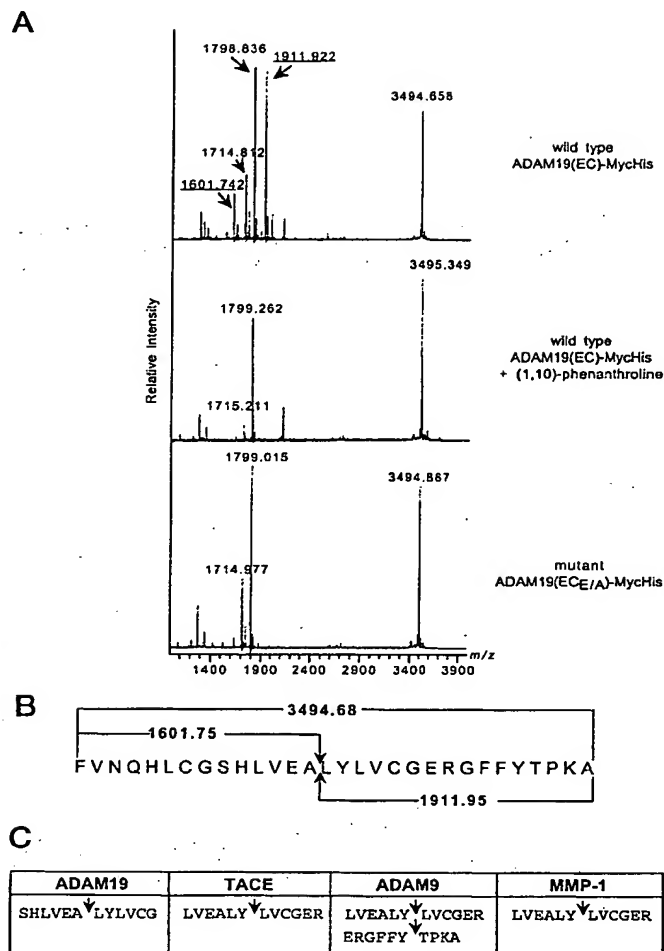 A
1798.836
1911.922
3494.658
1714.812
1601.742
wild type
ADAM19(EC)-MycHis
3495.349
1799.262
wild type
ADAM19(EC)-MycHis
+ (1,10)-phenanthroline
1715.211
Relative Intensity
1799.015
3494.887
1714.977
mutant
ADAM19(ECE/A)-MycHis
1400 1900 2400 2900 3400 3900 m/z
B
3494.68
1601.75
FVNQHLCGSHLVEALYLVCGERGFFYTPKA
1911.95
C
ADAM19 TACE ADAM9 MMP-1
SHLVEA LYLVCG LVEALY LVCGER LVEALY LVCGER LVEALY LVCGER
ERGFFY TPKA